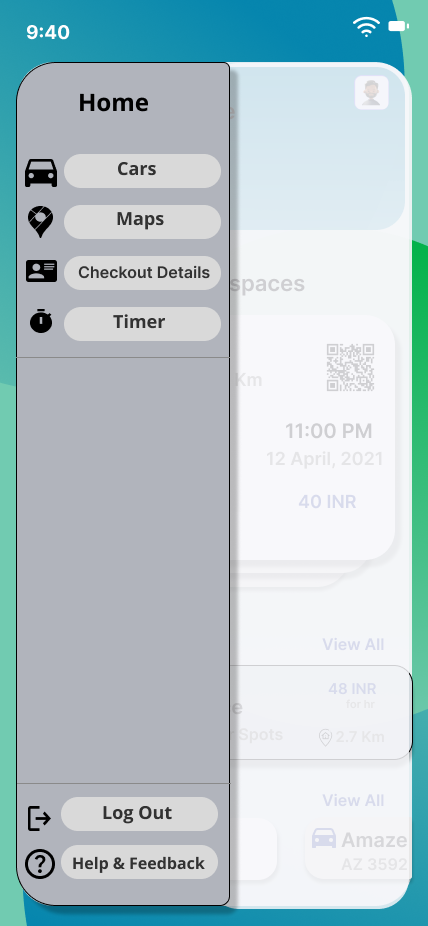 9:40
Home
Cars
Maps
Checkout Details
Timer
spaces
Km
11:00 PM
12 April, 2021
40 INR
View All
48 INR
for hr
Spots
2.7 Km
View All
Amaze
AZ 3592
Log Out
Help & Feedback